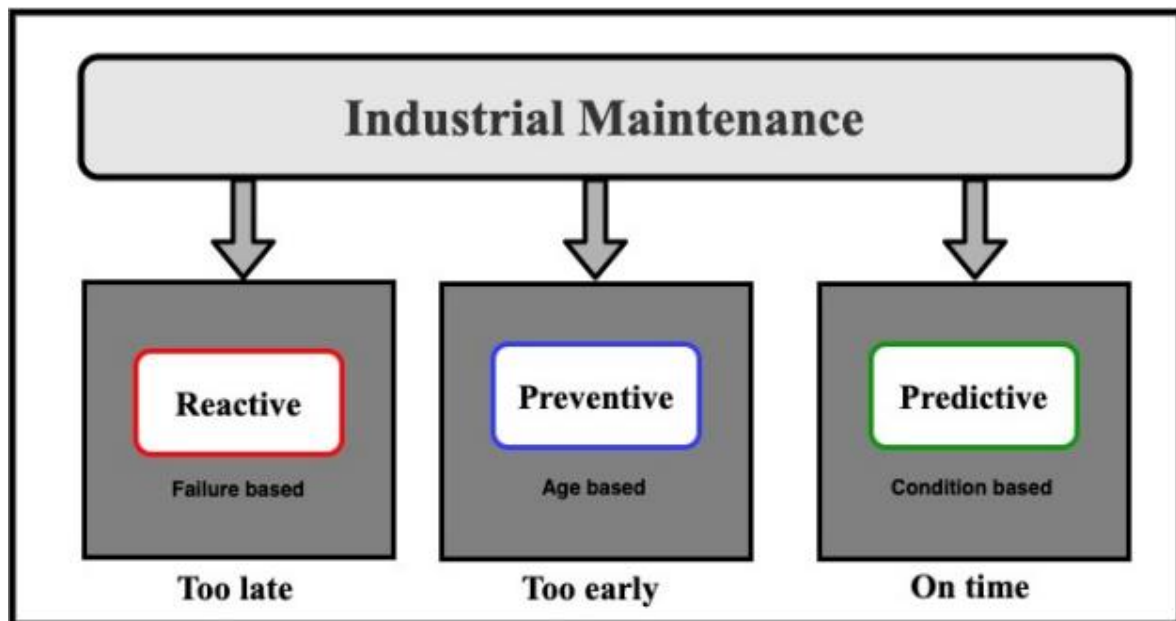 Industrial Maintenance
Reactive
Failure based
Too late
Preventive
Age based
Too early
Predictive
Condition based
On time